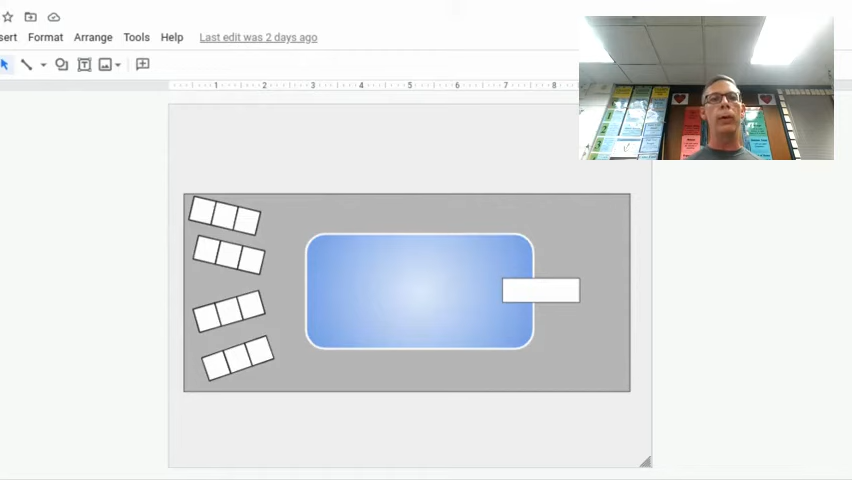 sert Format Arrange Tools Help Last edit was 2 days ago
1 2 3 4 5 6 7 8